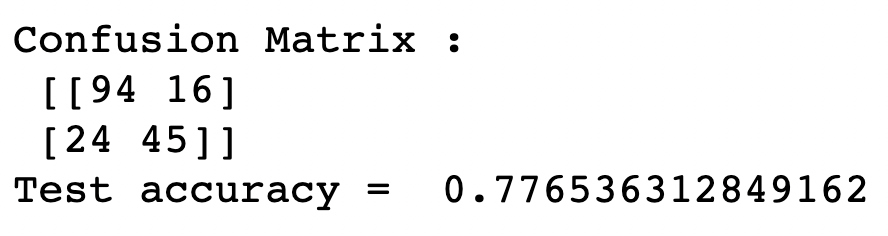 Confusion Matrix :
[[94 16]
[24 45]]
Test accuracy = 0.776536312849162